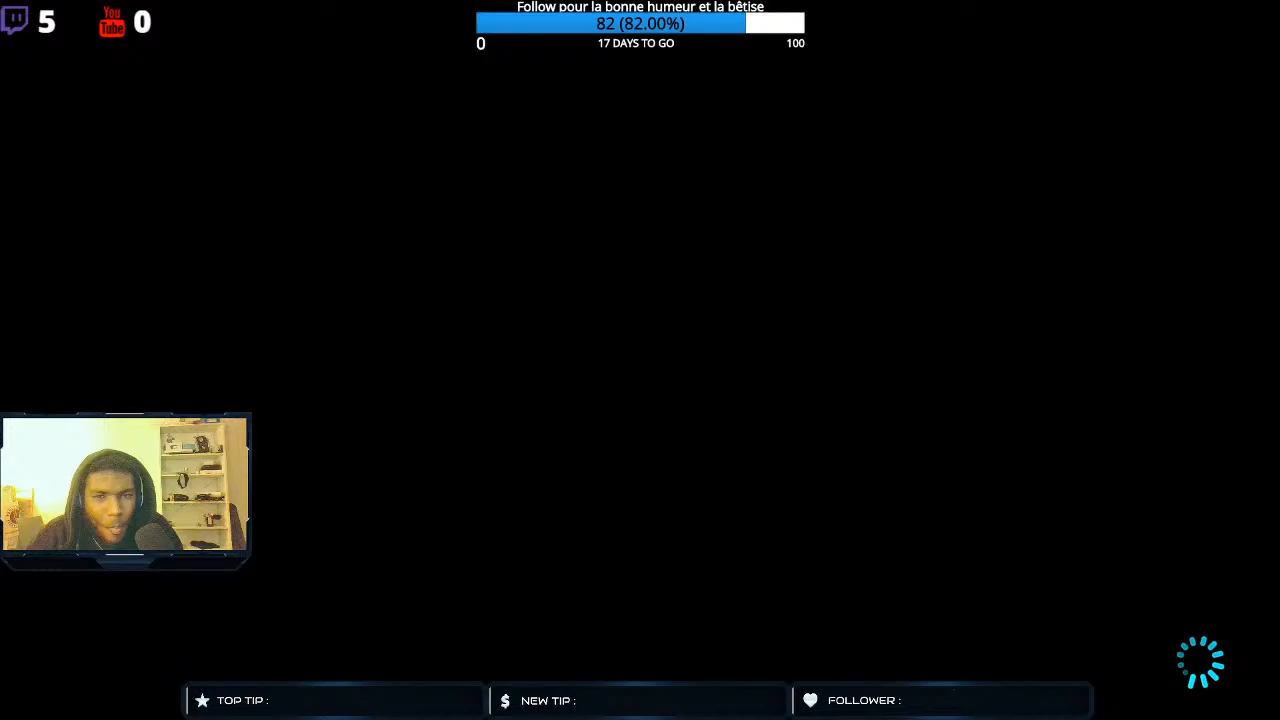 5
You
Tube
0
Follow pour la bonne humeur et la bêtise
82 (82.00%)
0
17 DAYS TO GO
100
TOP TIP :
NEW TIP :
FOLLOWER :